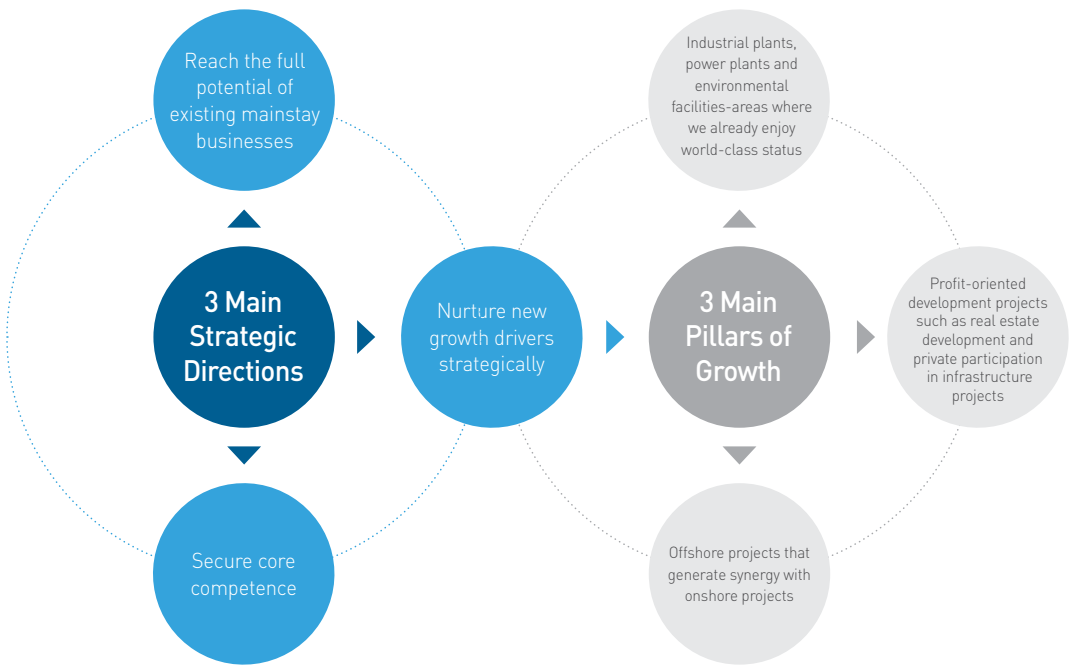 Reach the full
potential of
existing mainstay
businesses
3 Main
Strategic
Directions
Secure core
competence
Nurture new
growth drivers
strategically
Industrial plants,
power plants and
environmental
facilities-areas where
we already enjoy
world-class status
3 Main
Pillars of
Growth
Profit-oriented
development projects
such as real estate
development and
private participation
in infrastructure
projects
Offshore projects that
generate synergy with
onshore projects